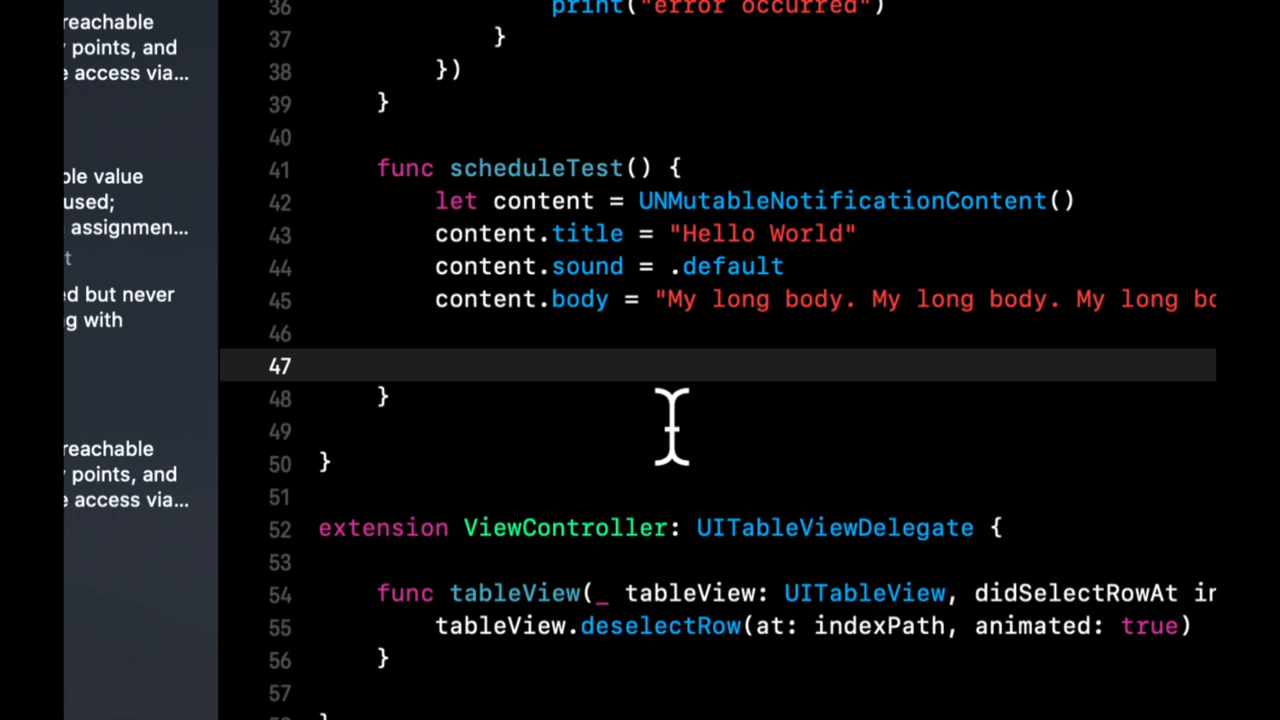 reachable
points, and
access via...
ble value
used;
assignmen...
t
ed but never
g with
reachable
points, and
e access via...
36 print("error occurred")
37 }
38 })
39 }
40
41 func scheduleTest() {
42 let content = UNMutableNotificationContent()
43 content.title = "Hello World"
44 content.sound = .default
45 content.body = "My long body. My long body. My long bo
46
47
48 }
49
50 }
51
52 extension ViewController: UITableViewDelegate {
53
54 func tableView(_ tableView: UITableView, didSelectRowAt in
55 tableView.deselectRow(at: indexPath, animated: true)
56 }
57